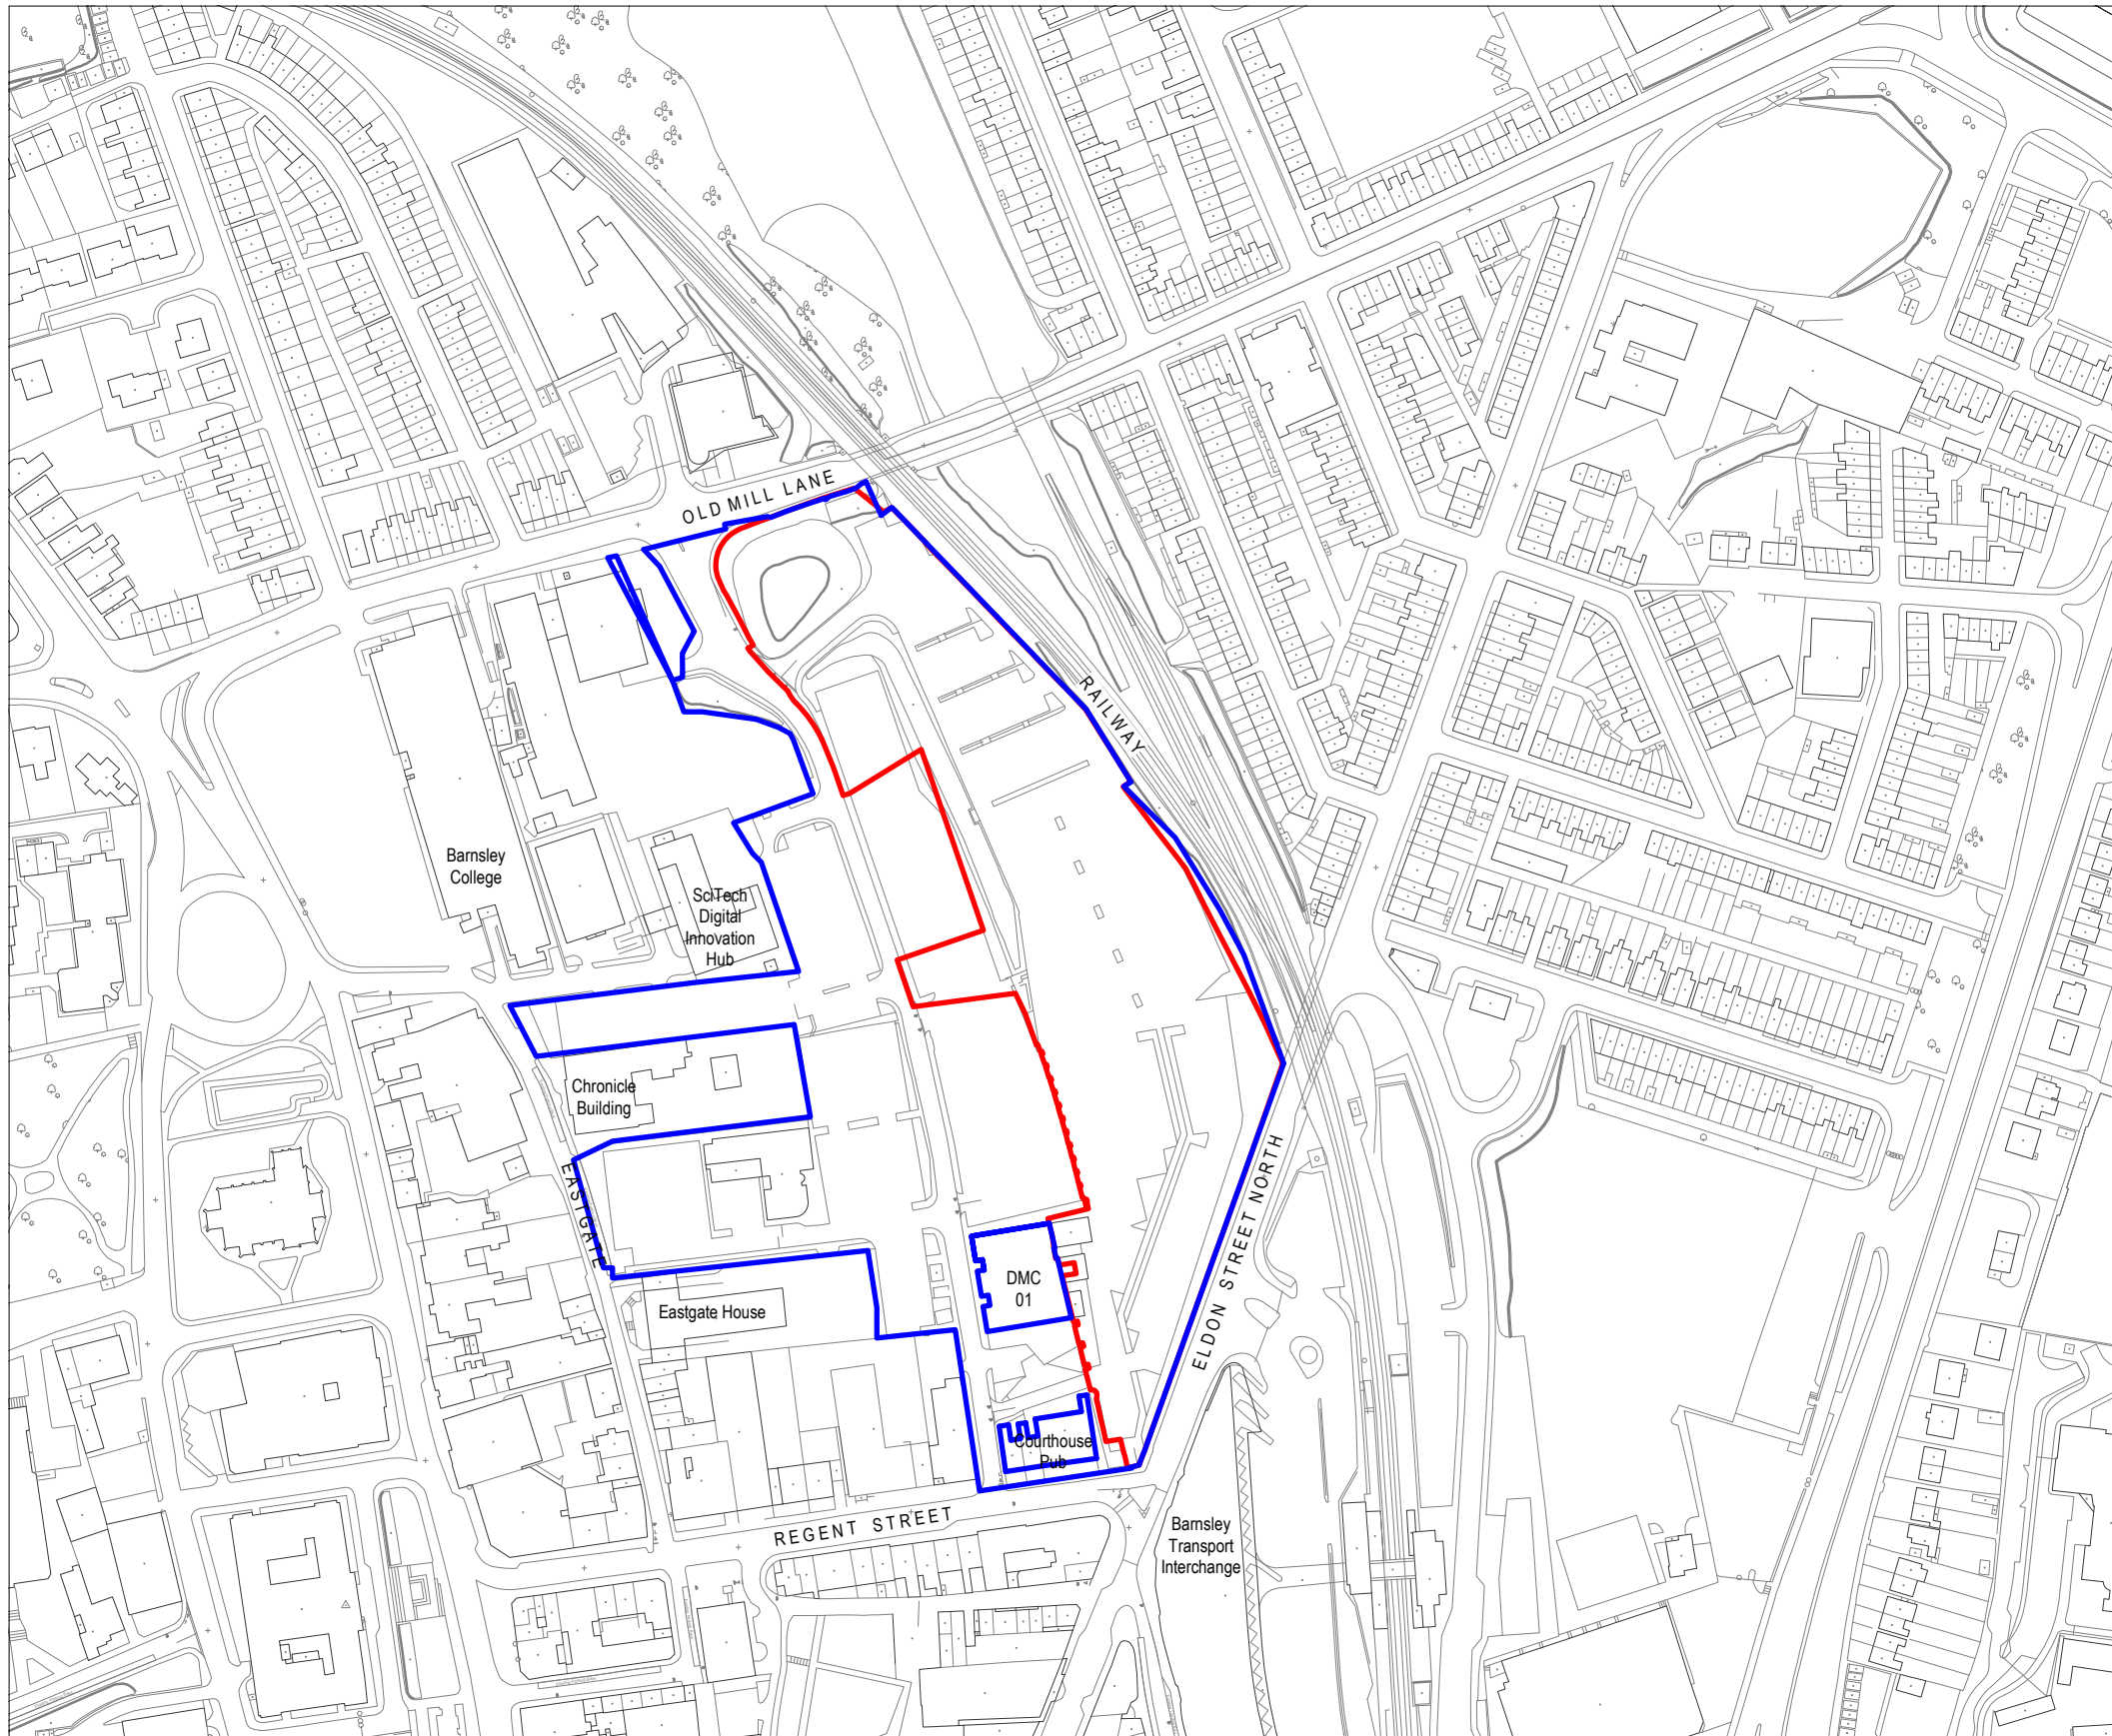 OLD MILL LANE
RAILWAY
Barnsley
College
SciTech
Digital
Innovation
Hub
Chronicle
Building
EASTGATE
Eastgate House
DMC
01
ELDON STREET NORTH
Courthouse
Pub
REGENT STREET
Barnsley
Transport
Interchange